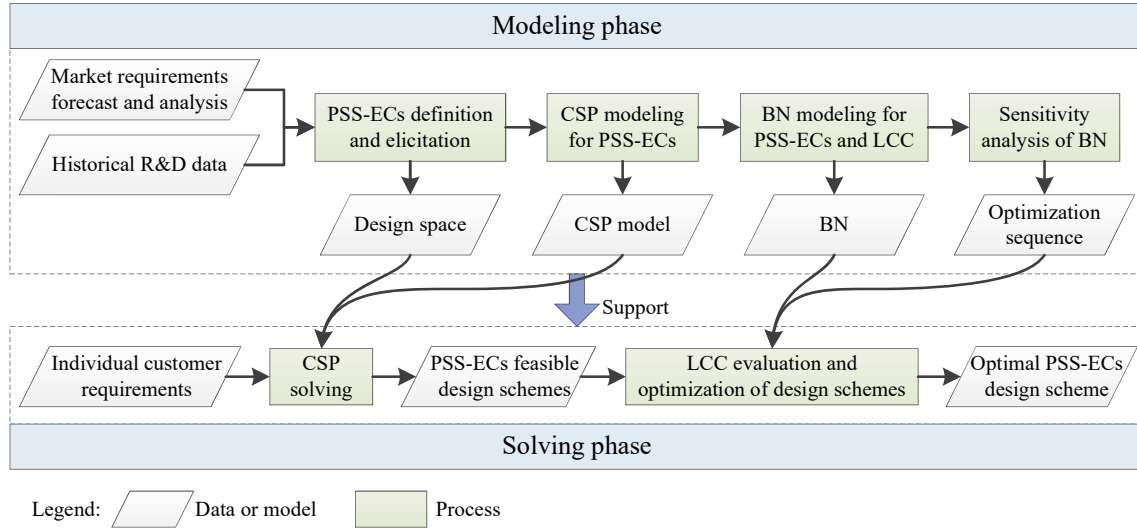 Modeling phase
Market requirements
forecast and analysis
Historical R&D data
PSS-ECs definition
and elicitation
CSP modeling
for PSS-ECs
BN modeling for
PSS-ECs and LCC
Sensitivity
analysis of BN
Design space
CSP model
BN
Optimization
sequence
Support
Individual customer
requirements
CSP
solving
PSS-ECs feasible
design schemes
LCC evaluation and
optimization of design schemes
Optimal PSS-ECs
design scheme
Solving phase
Legend:
Data or model
Process